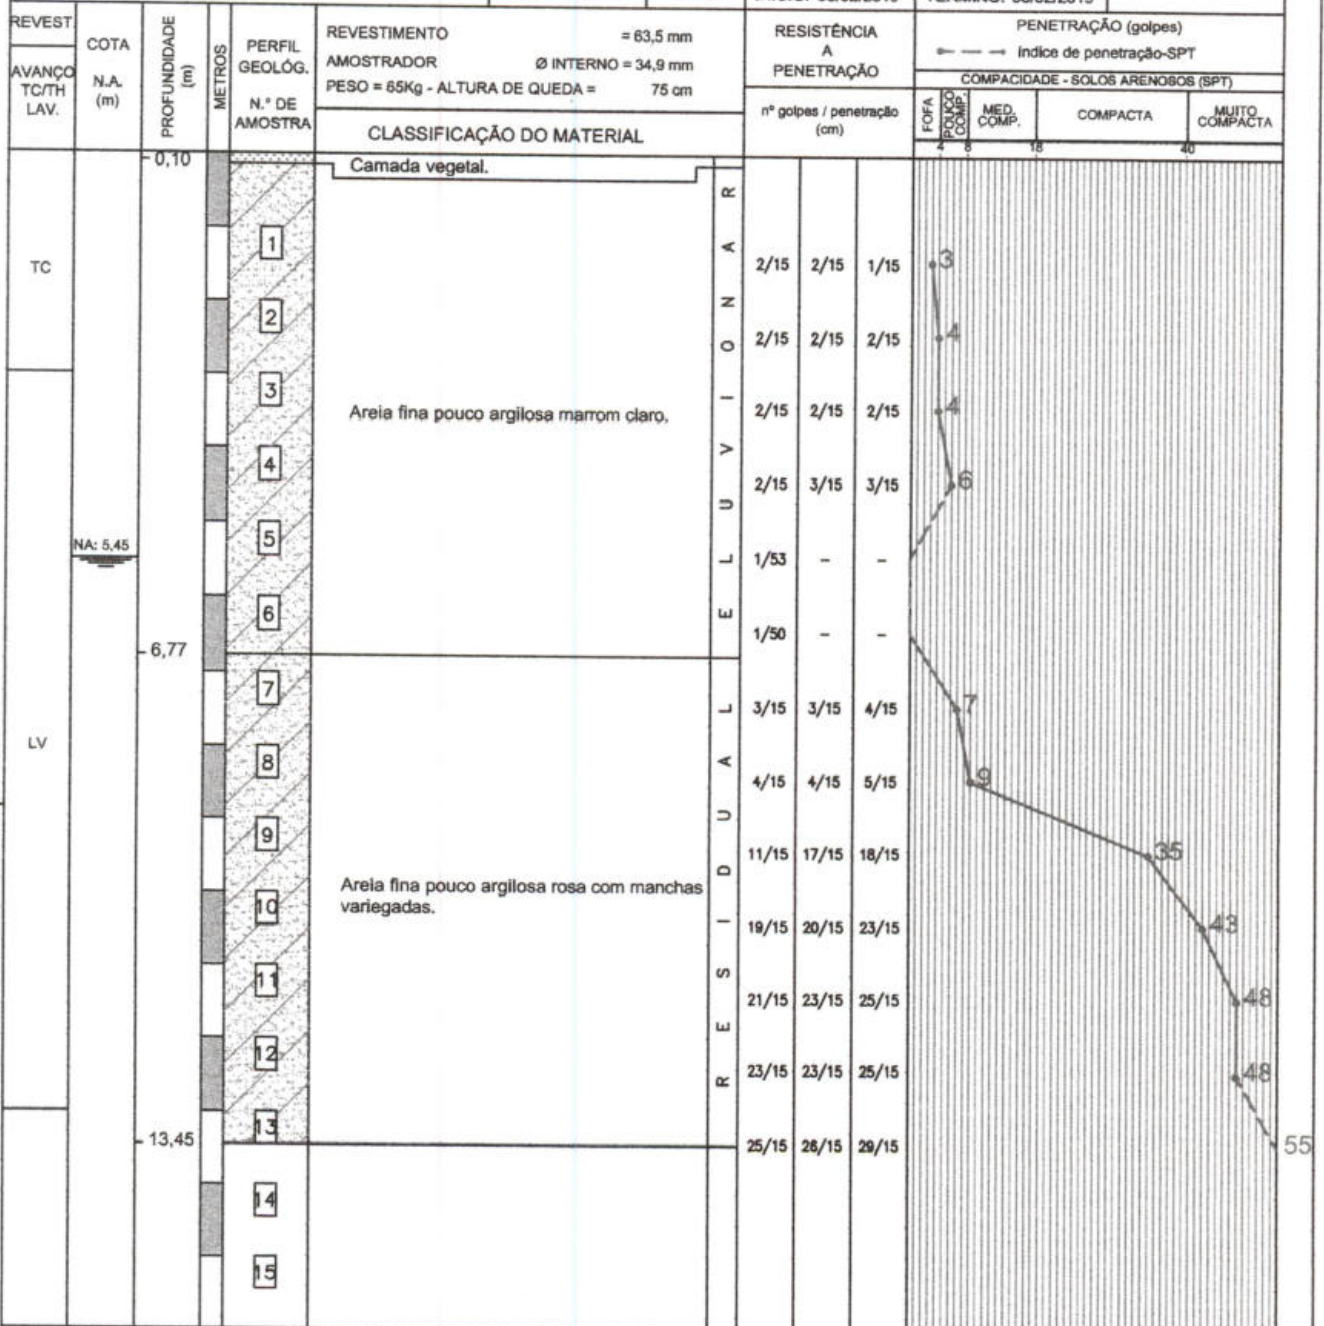 REVEST.
AVANÇO
TC/TH
LAV.
COTA
N.A.
(m)
PROFUNDIDADE
(m)
METROS
PERFIL
GEOLÓG.
N.° DE
AMOSTRA
REVESTIMENTO = 63,5 mm
AMOSTRADOR Ø INTERNO = 34,9 mm
PESO = 65Kg - ALTURA DE QUEDA = 75 cm
CLASSIFICAÇÃO DO MATERIAL
RESISTÊNCIA
A
PENETRAÇÃO
nº golpes / penetração
(cm)
PENETRAÇÃO (golpes)
índice de penetração-SPT
COMPACIDADE - SOLOS ARENOSOS (SPT)
FOFA
POUCO
COMP.
MED.
COMP.
COMPACTA
MUITO
COMPACTA
4 8 18 40
0,10
Camada vegetal.
TC
1
2/15 2/15 1/15 3
2
2/15 2/15 2/15 4
3
Areia fina pouco argilosa marrom claro.
2/15 2/15 2/15 4
4
2/15 3/15 3/15 6
5
NA: 5,45
1/53 - -
6
1/50 - -
6,77
ELUVIONAR
7
3/15 3/15 4/15 7
LV
8
4/15 4/15 5/15 9
9
11/15 17/15 18/15 35
Areia fina pouco argilosa rosa com manchas
variegadas.
10
19/15 20/15 23/15 43
11
21/15 23/15 25/15 48
12
23/15 23/15 25/15 48
RESIDUAL
13
13,45
25/15 26/15 29/15 55
14
15